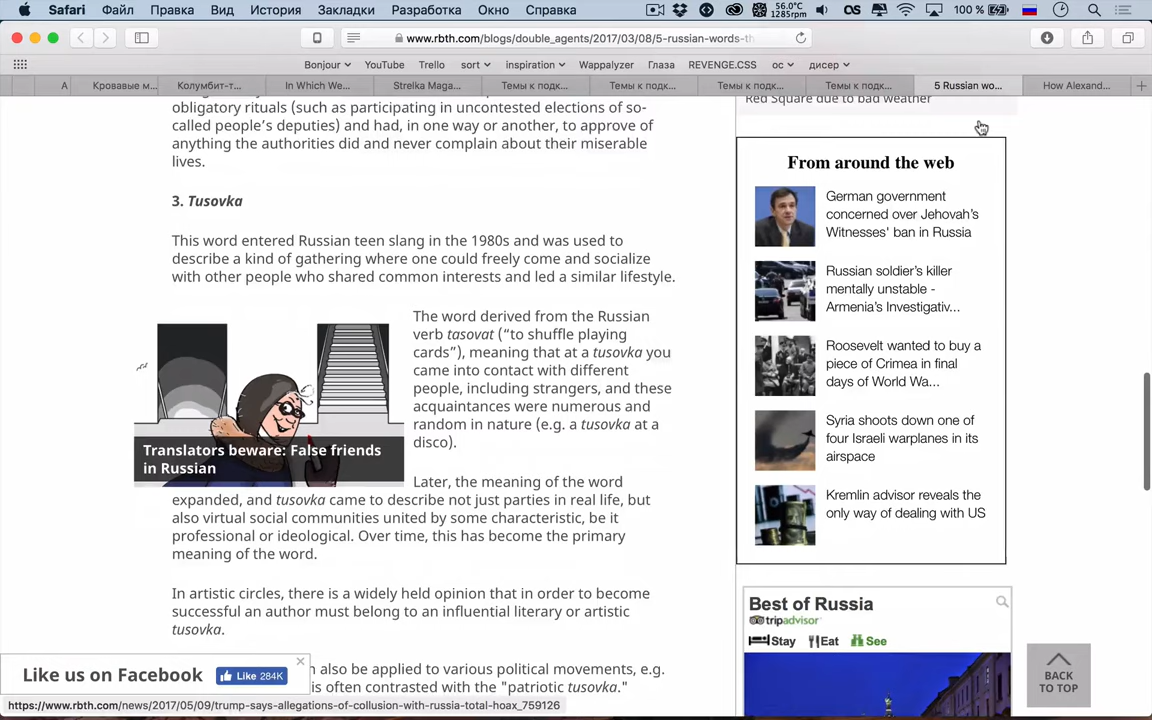 Safari Файл Правка Вид История Закладки Разработка Окно Справка 56.0°C 1285rpm 100 %
www.rbth.com/blogs/double_agents/2017/03/08/5-russian-words-th
Bonjour YouTube Trello sort inspiration Wappalyzer Глаза REVENGE.CSS ос дисер
А Кровавые м... Колумбит-т... In Which We... Strelka Maga... Темы к подк... Темы к подк... Темы к подк... Темы к подк... 5 Russian wo... How Alexand...
obligatory rituals (such as participating in uncontested elections of so-
called people's deputies) and had, in one way or another, to approve of
anything the authorities did and never complain about their miserable
lives.
3. Tusovka
This word entered Russian teen slang in the 1980s and was used to
describe a kind of gathering where one could freely come and socialize
with other people who shared common interests and led a similar lifestyle.
Translators beware: False friends
in Russian
The word derived from the Russian
verb tasovat ("to shuffle playing
cards"), meaning that at a tusovka you
came into contact with different
people, including strangers, and these
acquaintances were numerous and
random in nature (e.g. a tusovka at a
disco).
Later, the meaning of the word
expanded, and tusovka came to describe not just parties in real life, but
also virtual social communities united by some characteristic, be it
professional or ideological. Over time, this has become the primary
meaning of the word.
In artistic circles, there is a widely held opinion that in order to become
successful an author must belong to an influential literary or artistic
tusovka.
also be applied to various political movements, e.g.
is often contrasted with the "patriotic tusovka."
Like us on Facebook Like 284K
https://www.rbth.com/news/2017/05/09/trump-says-allegations-of-collusion-with-russia-total-hoax_759126
Red Square due to bad weather
From around the web
German government
concerned over Jehovah's
Witnesses' ban in Russia
Russian soldier's killer
mentally unstable -
Armenia's Investigativ...
Roosevelt wanted to buy a
piece of Crimea in final
days of World Wa...
Syria shoots down one of
four Israeli warplanes in its
airspace
Kremlin advisor reveals the
only way of dealing with US
Best of Russia
tripadvisor
Stay Eat See
BACK
TO TOP